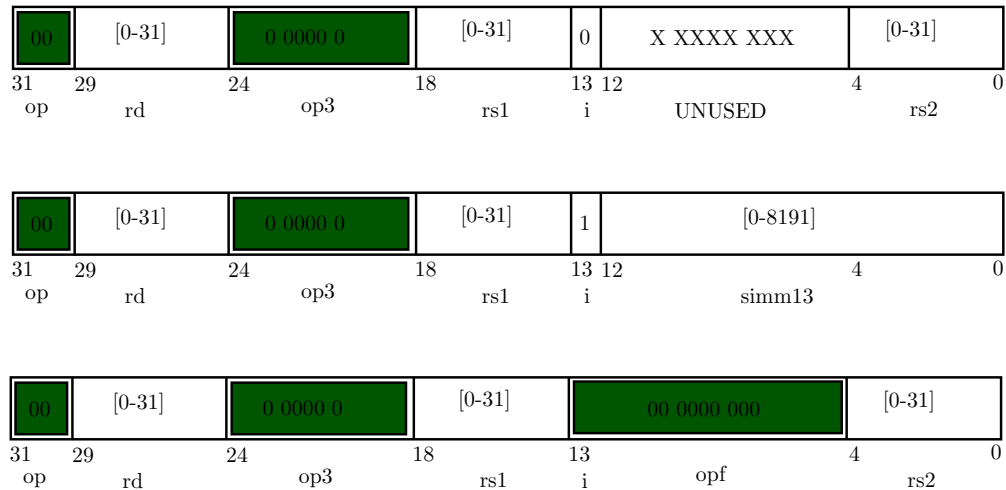 00 [0-31] 0 0000 0 [0-31] 0 X XXXX XXX [0-31]
31 29 24 18 13 12 4 0
op rd op3 rs1 i UNUSED rs2
00 [0-31] 0 0000 0 [0-31] 1 [0-8191]
31 29 24 18 13 12 4 0
op rd op3 rs1 i simm13
00 [0-31] 0 0000 0 [0-31] 00 0000 000 [0-31]
31 29 24 18 13 4 0
op rd op3 rs1 i opf rs2